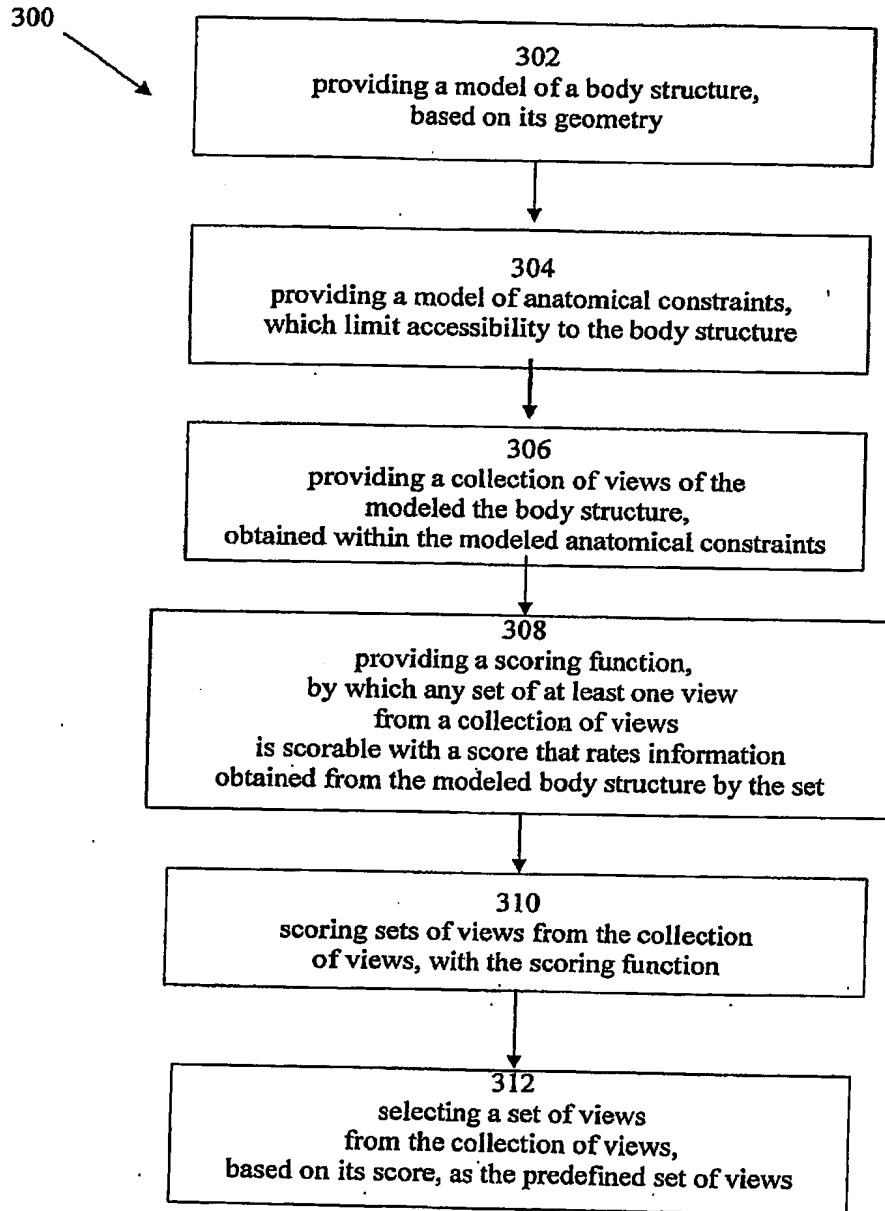 300
302
providing a model of a body structure,
based on its geometry
304
providing a model of anatomical constraints,
which limit accessibility to the body structure
306
providing a collection of views of the
modeled the body structure,
obtained within the modeled anatomical constraints
308
providing a scoring function,
by which any set of at least one view
from a collection of views
is scorable with a score that rates information
obtained from the modeled body structure by the set
310
scoring sets of views from the collection
of views, with the scoring function
312
selecting a set of views
from the collection of views,
based on its score, as the predefined set of views